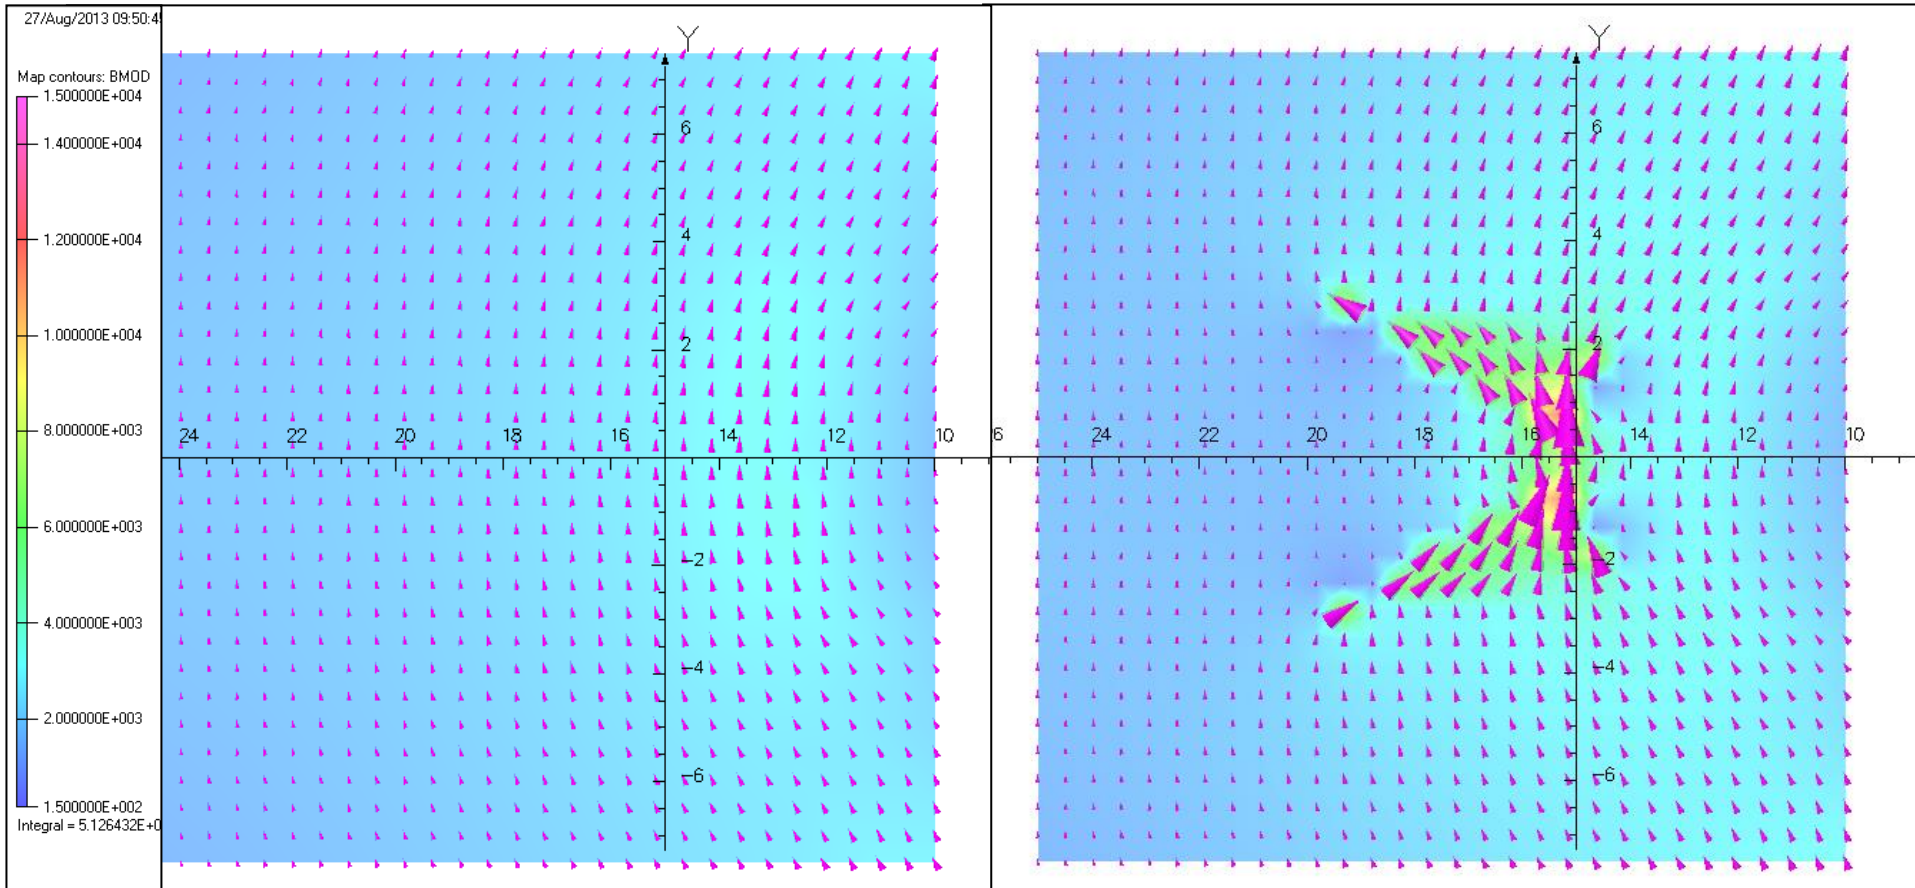 27/Aug/2013 09:50:4
Map contours: BMOD
1.500000E+004
1.400000E+004
1.200000E+004
1.000000E+004
8.000000E+003
6.000000E+003
4.000000E+003
2.000000E+003
1.500000E+002
Integral = 5.126432E+0
Y
6
4
2
24 22 20 18 16 14 12 10
-2
-4
-6
Y
6
4
2
6 24 22 20 18 16 14 12 10
-2
-4
-6